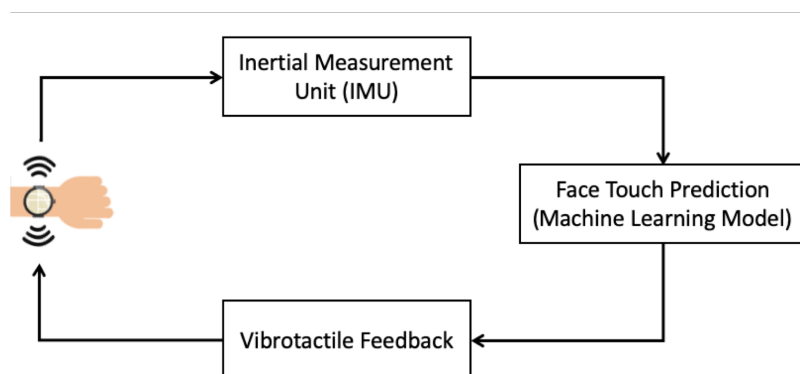 Inertial Measurement
Unit (IMU)
Face Touch Prediction
(Machine Learning Model)
Vibrotactile Feedback